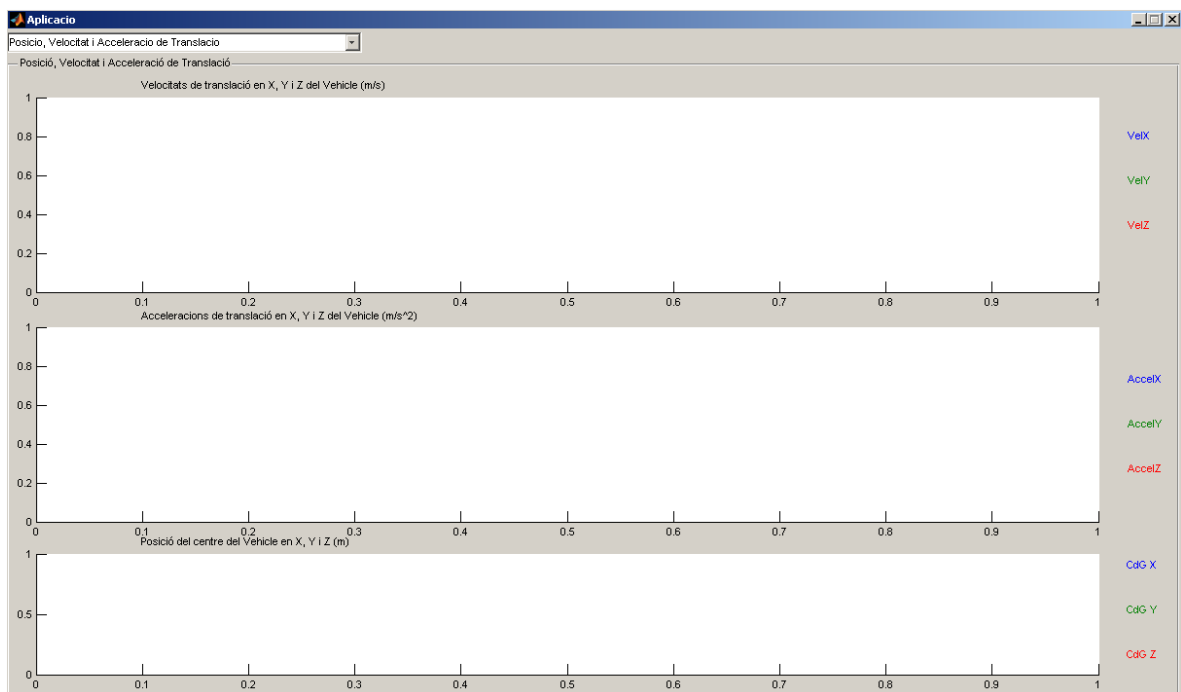 Aplicacio
Posicio, Velocitat i Acceleracio de Translacio
Posició, Velocitat i Acceleració de Translació
Velocitats de translació en X, Y i Z del Vehicle (m/s)
1
0.8
0.6
0.4
0.2
0
0 0.1 0.2 0.3 0.4 0.5 0.6 0.7 0.8 0.9 1
VelX
VelY
VelZ
Acceleracions de translació en X, Y i Z del Vehicle (m/s^2)
1
0.8
0.6
0.4
0.2
0
0 0.1 0.2 0.3 0.4 0.5 0.6 0.7 0.8 0.9 1
AccelX
AccelY
AccelZ
Posició del centre del Vehicle en X, Y i Z (m)
1
0.5
0
0 0.1 0.2 0.3 0.4 0.5 0.6 0.7 0.8 0.9 1
CdG X
CdG Y
CdG Z